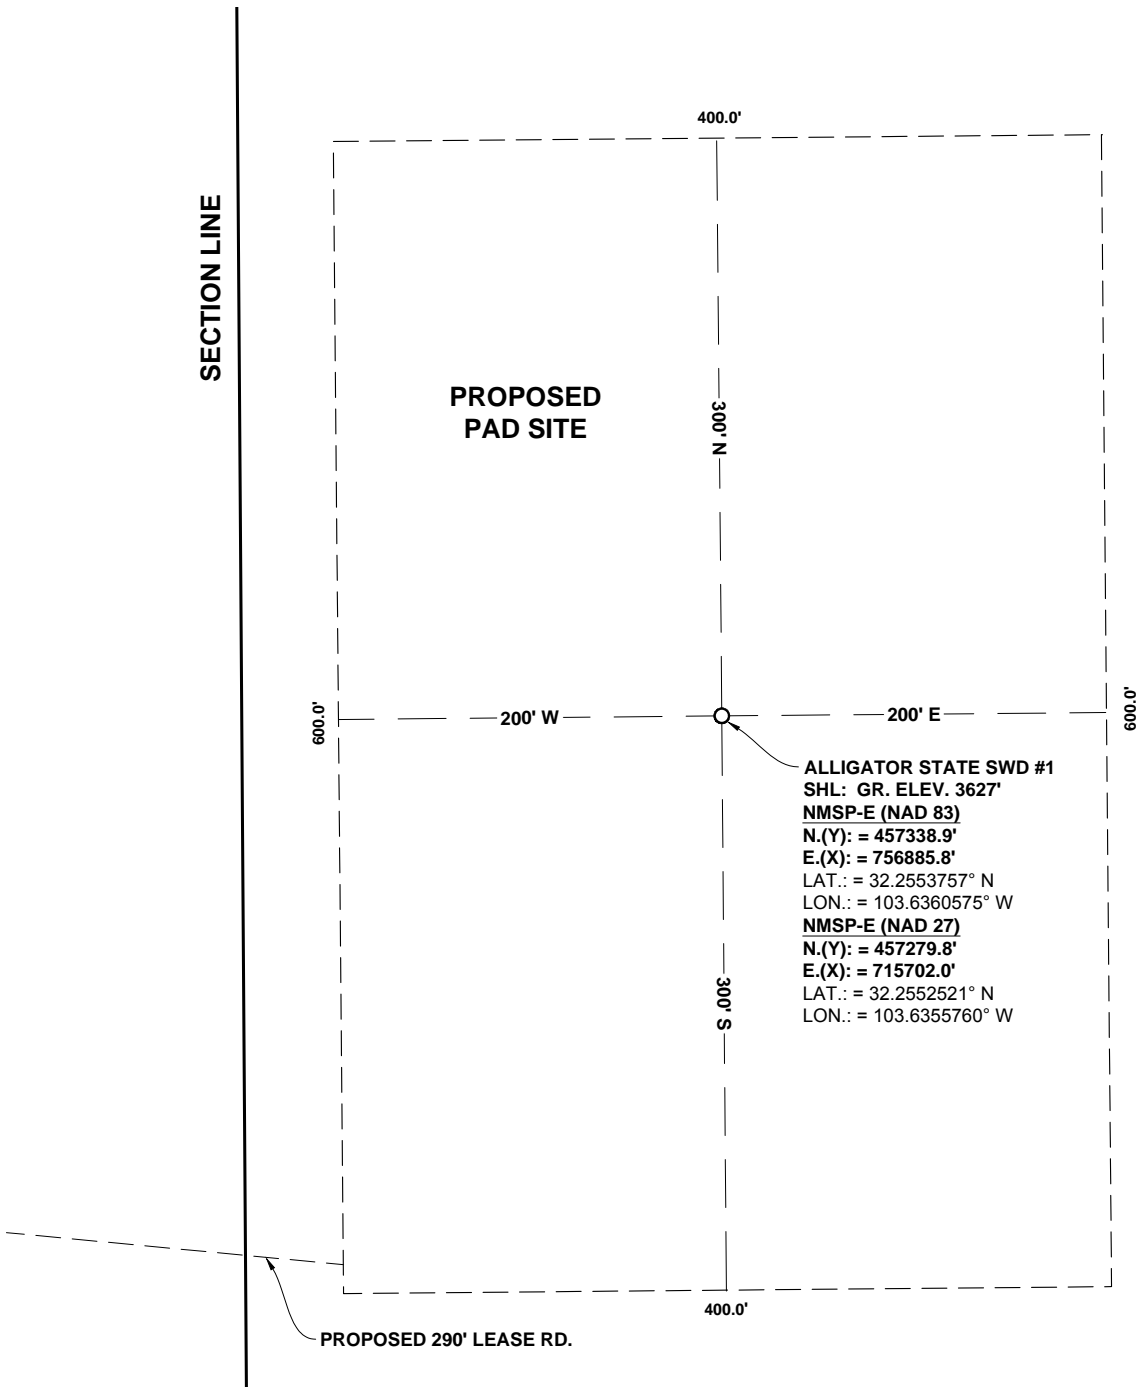 400.0'
SECTION LINE
PROPOSED
PAD SITE
300' N
600.0'
200' W
200' E
600.0'
ALLIGATOR STATE SWD #1
SHL: GR. ELEV. 3627'
NMSP-E (NAD 83)
N.(Y): = 457338.9'
E.(X): = 756885.8'
LAT.: = 32.2553757° N
LON.: = 103.6360575° W
NMSP-E (NAD 27)
N.(Y): = 457279.8'
E.(X): = 715702.0'
LAT.: = 32.2552521° N
LON.: = 103.6355760° W
300' S
400.0'
PROPOSED 290' LEASE RD.